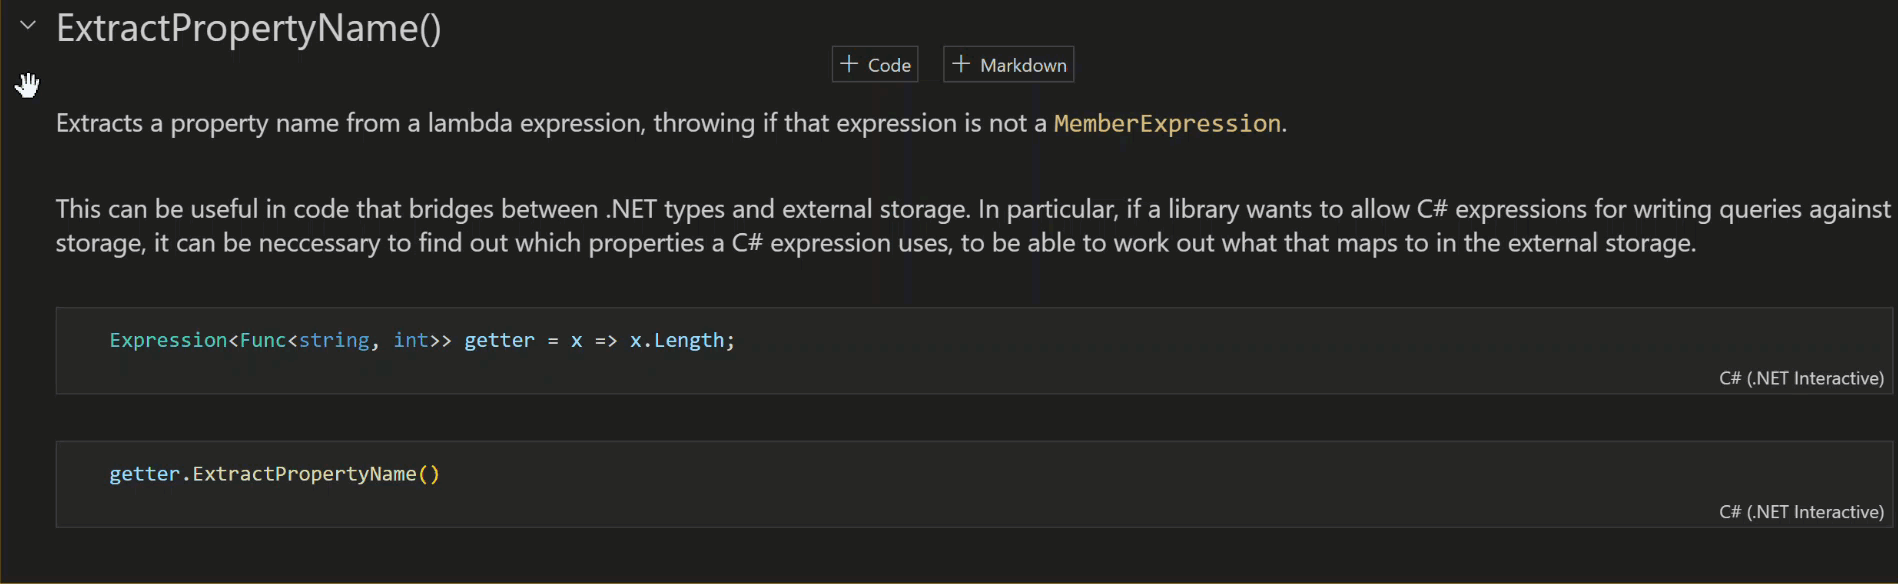 ExtractPropertyName()
+ Code + Markdown
Extracts a property name from a lambda expression, throwing if that expression is not a MemberExpression.
This can be useful in code that bridges between .NET types and external storage. In particular, if a library wants to allow C# expressions for writing queries against
storage, it can be neccessary to find out which properties a C# expression uses, to be able to work out what that maps to in the external storage.
Expression<Func<string, int>> getter = x => x.Length;
C# (.NET Interactive)
getter.ExtractPropertyName()
C# (.NET Interactive)